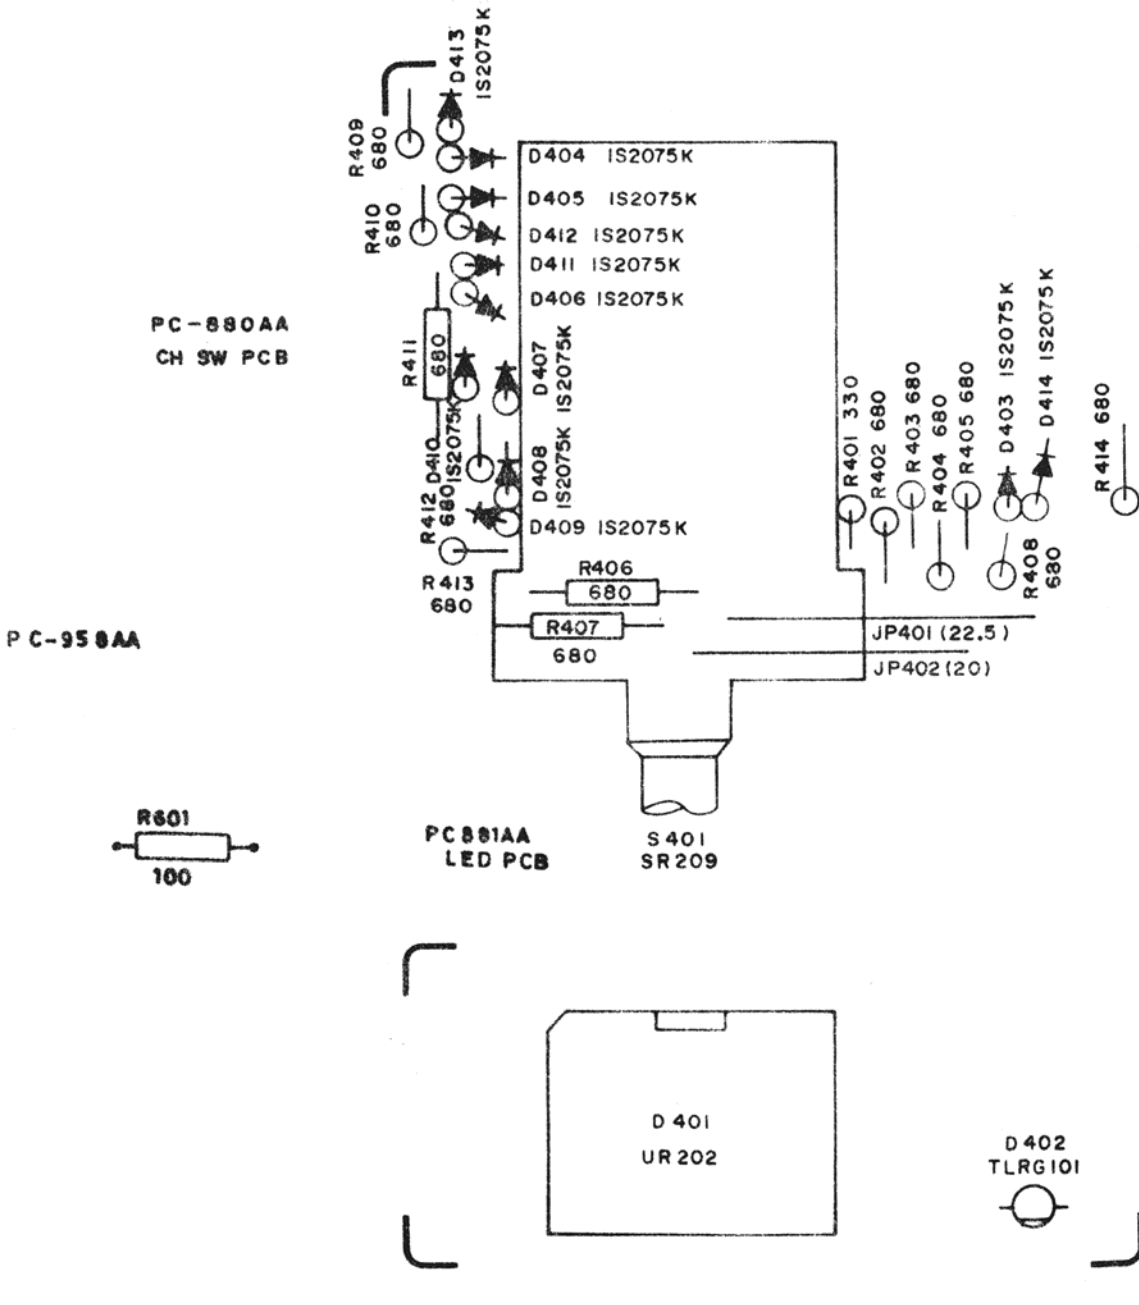 D413
IS2075K
R409
680
D404 IS2075K
D405 IS2075K
R410
680
D412 IS2075K
D411 IS2075K
D406 IS2075K
PC-880AA
CH SW PCB
R411
680
D407
IS2075K
D410
IS2075K
D408
IS2075K
R412
680
D409 IS2075K
R413
680
R401 330
R402 680
R403 680
R404 680
R405 680
D403 IS2075K
D414 IS2075K
R414 680
R408
680
R406
680
R407
680
JP401 (22.5)
JP402 (20)
PC-958AA
R601
100
PC881AA
LED PCB
S401
SR209
D401
UR202
D402
TLRG101